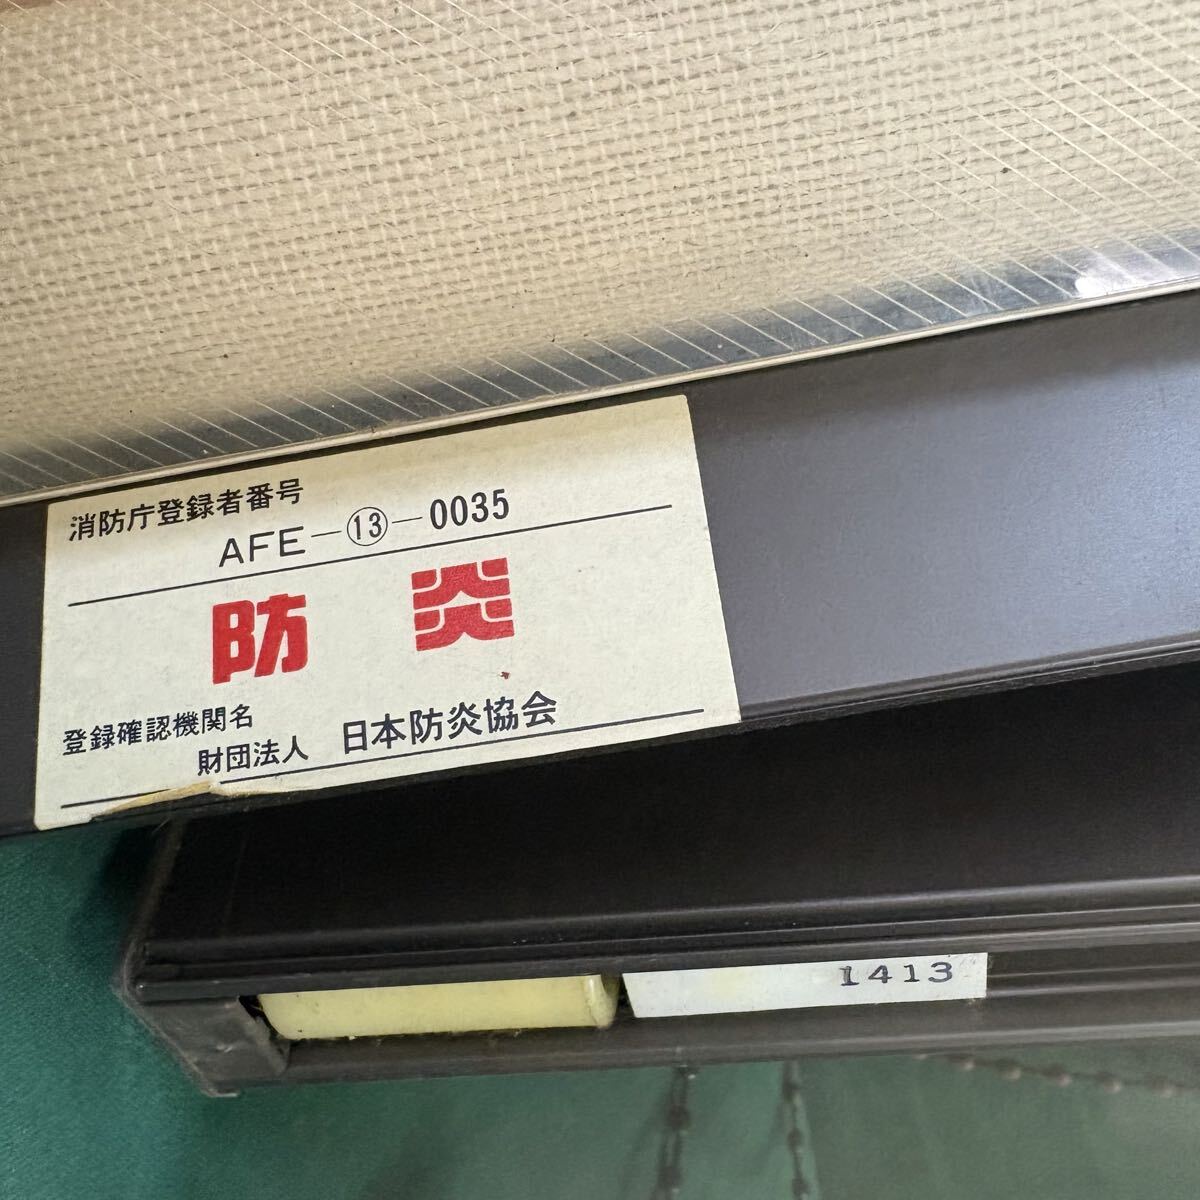 消防庁登録者番号
AFE-⑬-0035
防炎
登録確認機関名
財団法人 日本防炎協会
1413